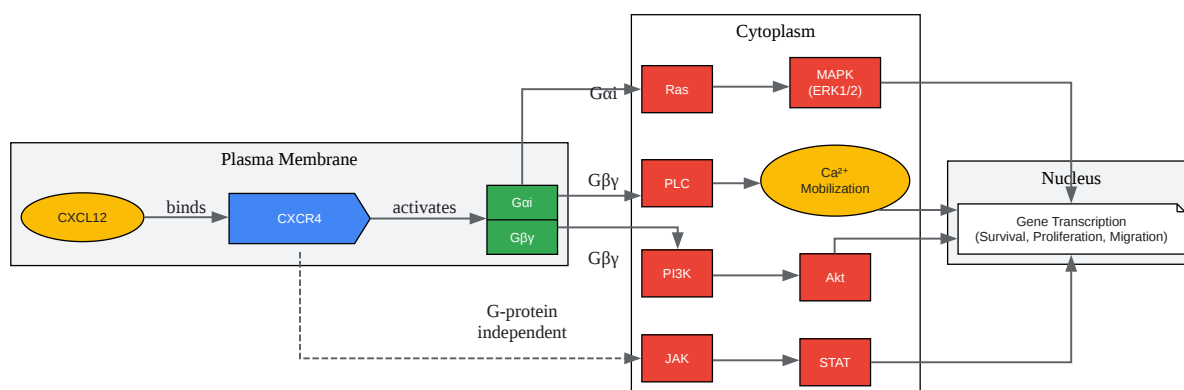 Cytoplasm
Gαi
Ras
MAPK
(ERK1/2)
Plasma Membrane
CXCL12
binds
CXCR4
activates
Gαi
Gβγ
Gβγ
PLC
Ca²⁺
Mobilization
Nucleus
Gene Transcription
(Survival, Proliferation, Migration)
Gβγ
PI3K
Akt
G-protein
independent
JAK
STAT